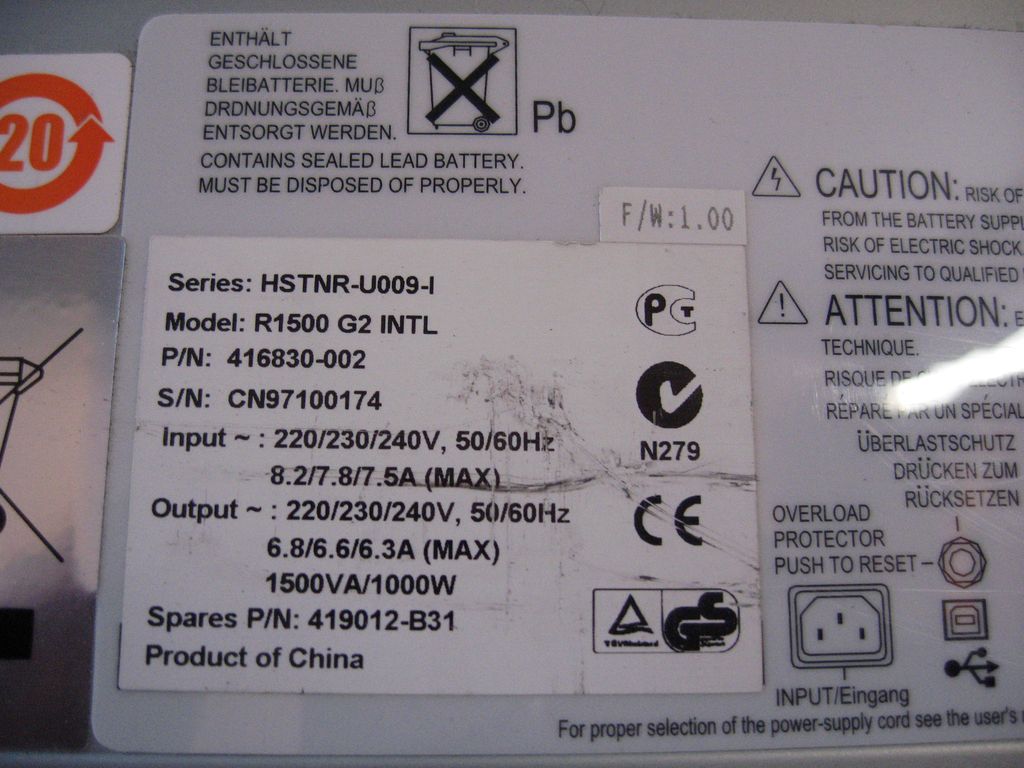 20
ENTHÄLT
GESCHLOSSENE
BLEIBATTERIE. MUß
DRDNUNGSGEMÄß
ENTSORGT WERDEN.
Pb
CONTAINS SEALED LEAD BATTERY.
MUST BE DISPOSED OF PROPERLY.
F/W:1.00
CAUTION: RISK OF
FROM THE BATTERY
RISK OF ELECTRIC SHOCK.
SERVICING TO QUALIFIED
ATTENTION:
TECHNIQUE.
RISQUE
RÉPARÉ PAR UN
ÜBERLASTSCHUTZ
DRÜCKEN ZUM
RÜCKSETZEN
Series: HSTNR-U009-I
Model: R1500 G2 INTL
P/N: 416830-002
S/N: CN97100174
Input ~ : 220/230/240V, 50/60Hz
8.2/7.8/7.5A (MAX)
Output ~ : 220/230/240V, 50/60Hz
6.8/6.6/6.3A (MAX)
1500VA/1000W
Spares P/N: 419012-B31
Product of China
PCT
N279
CE
GS
OVERLOAD
PROTECTOR
PUSH TO RESET
INPUT/Eingang
For proper selection of the power-supply cord see the user's